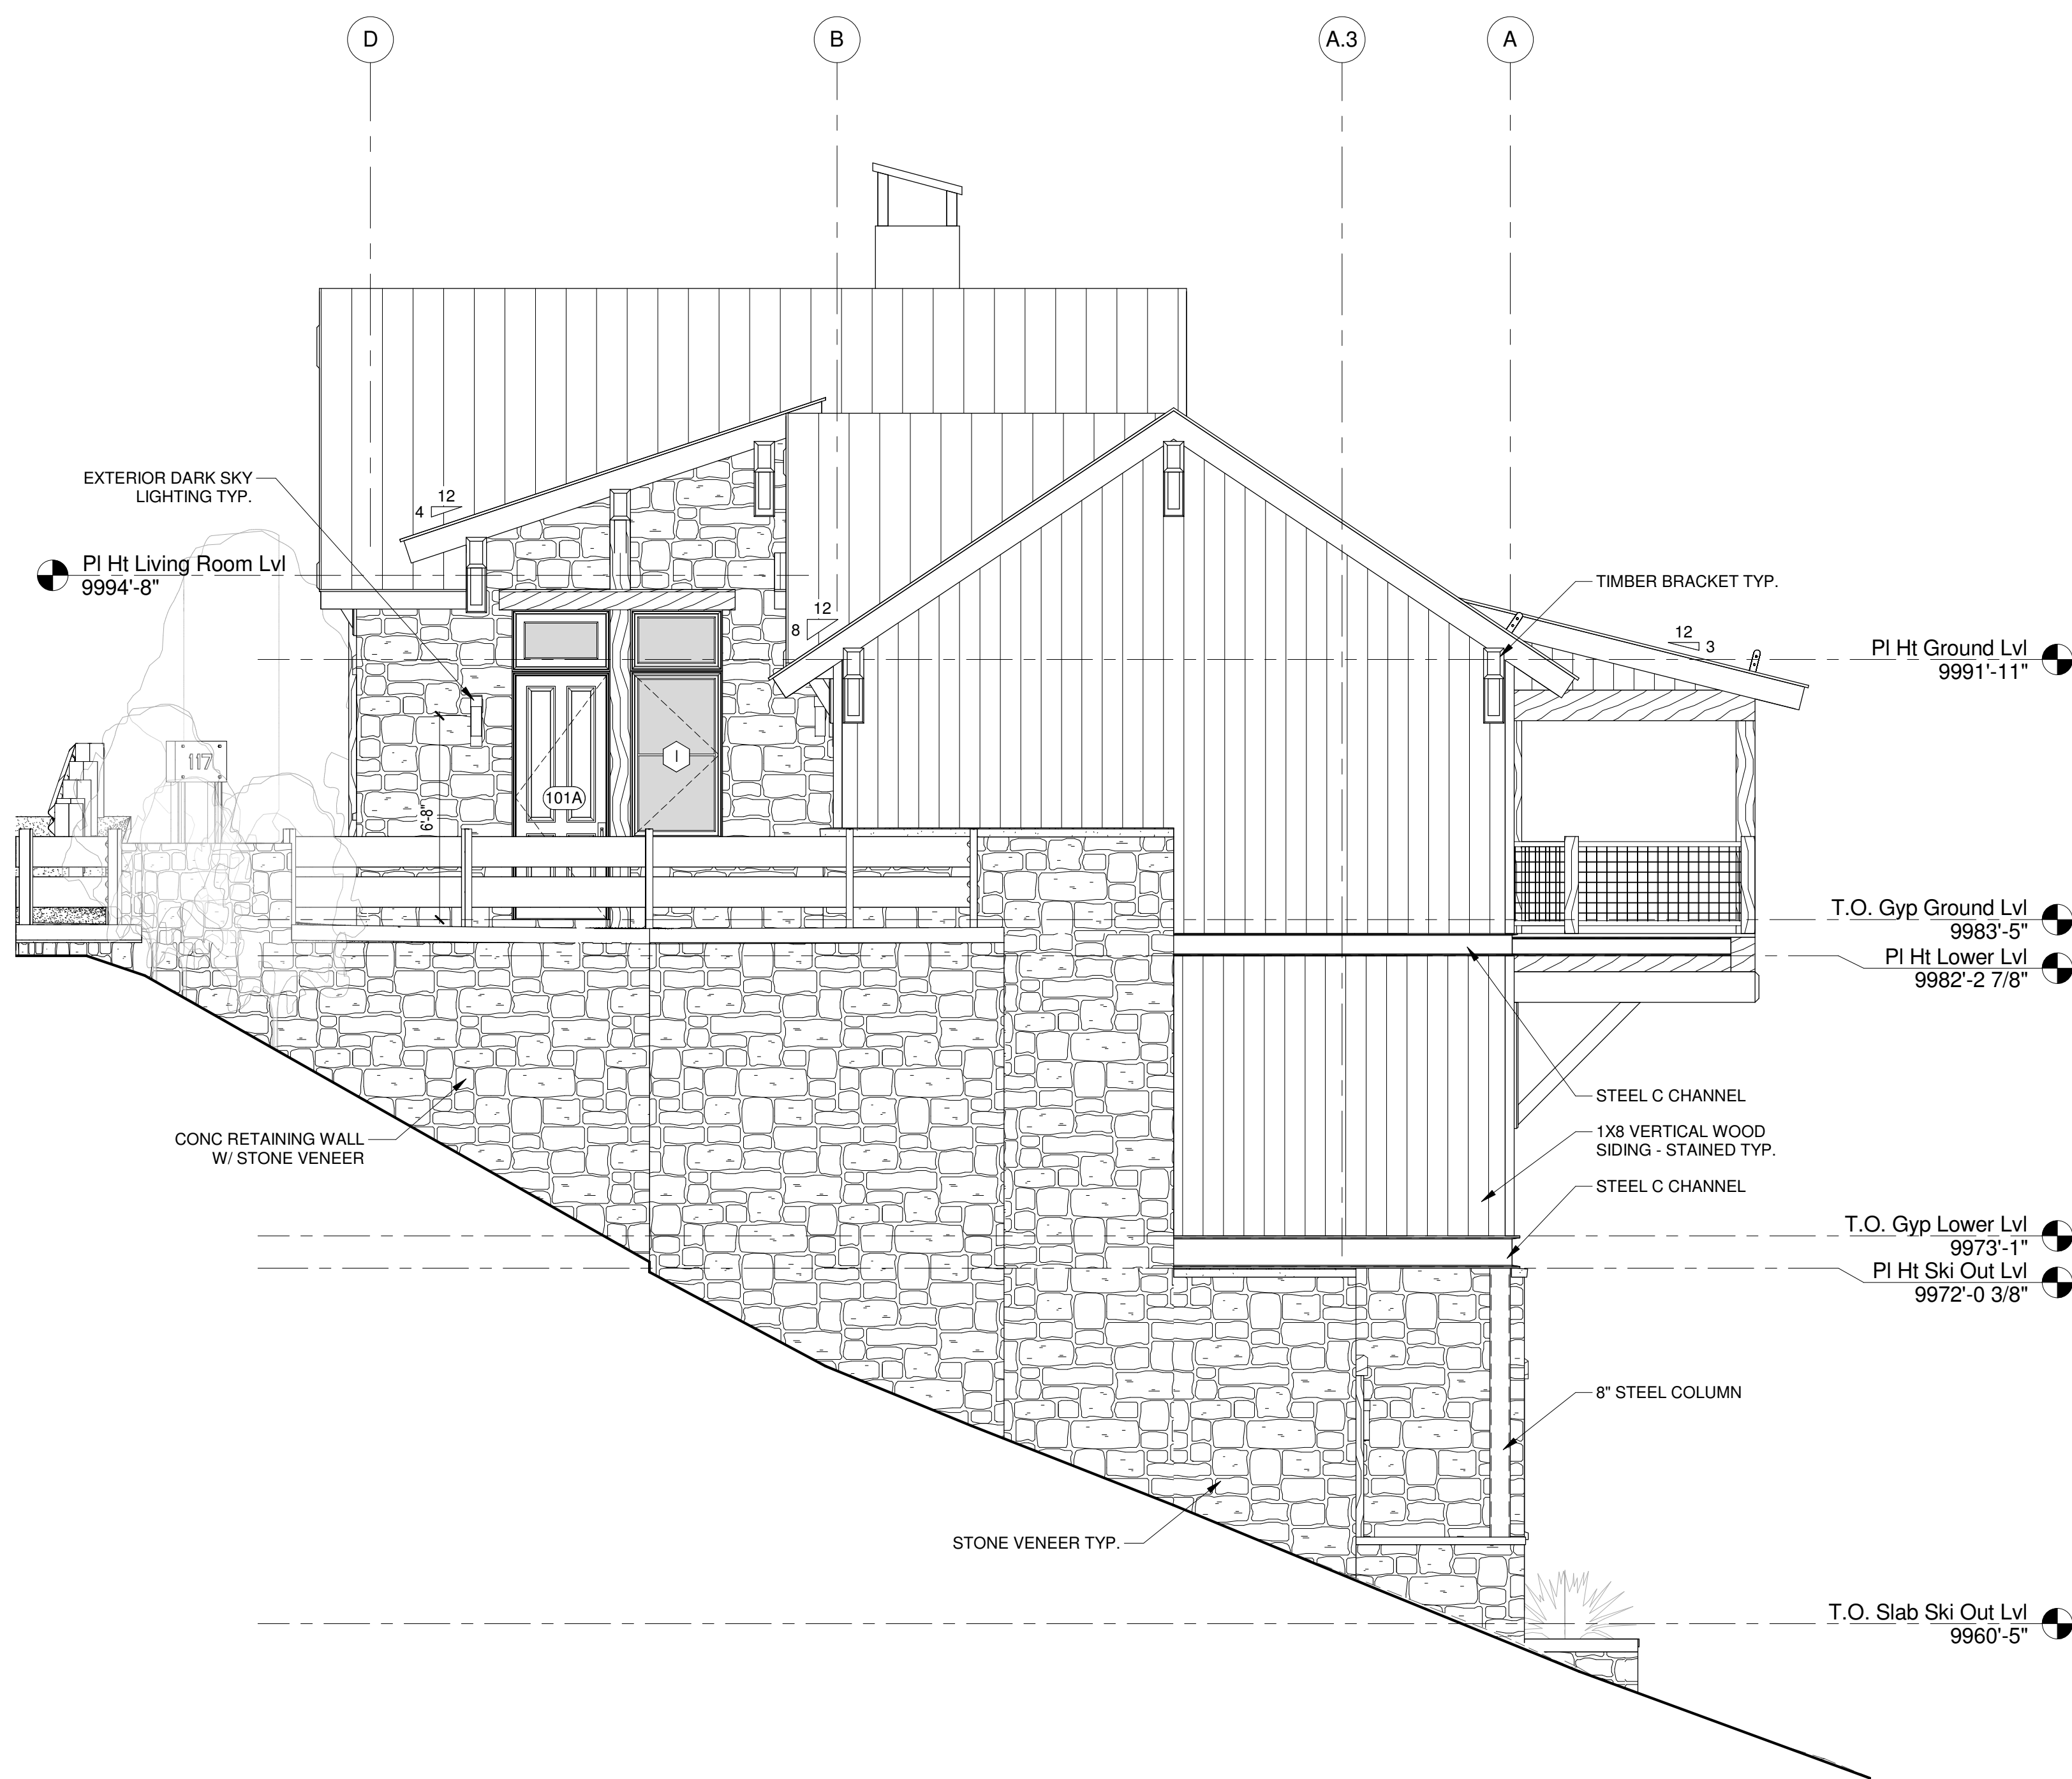 D
B
A.3
A
EXTERIOR DARK SKY
LIGHTING TYP.
12
4
Pl Ht Living Room Lvl
9994'-8"
12
8
TIMBER BRACKET TYP.
12
3
Pl Ht Ground Lvl
9991'-11"
117
I
101A
6'-8"
T.O. Gyp Ground Lvl
9983'-5"
Pl Ht Lower Lvl
9982'-2 7/8"
STEEL C CHANNEL
CONC RETAINING WALL
W/ STONE VENEER
1X8 VERTICAL WOOD
SIDING - STAINED TYP.
STEEL C CHANNEL
T.O. Gyp Lower Lvl
9973'-1"
Pl Ht Ski Out Lvl
9972'-0 3/8"
8" STEEL COLUMN
STONE VENEER TYP.
T.O. Slab Ski Out Lvl
9960'-5"